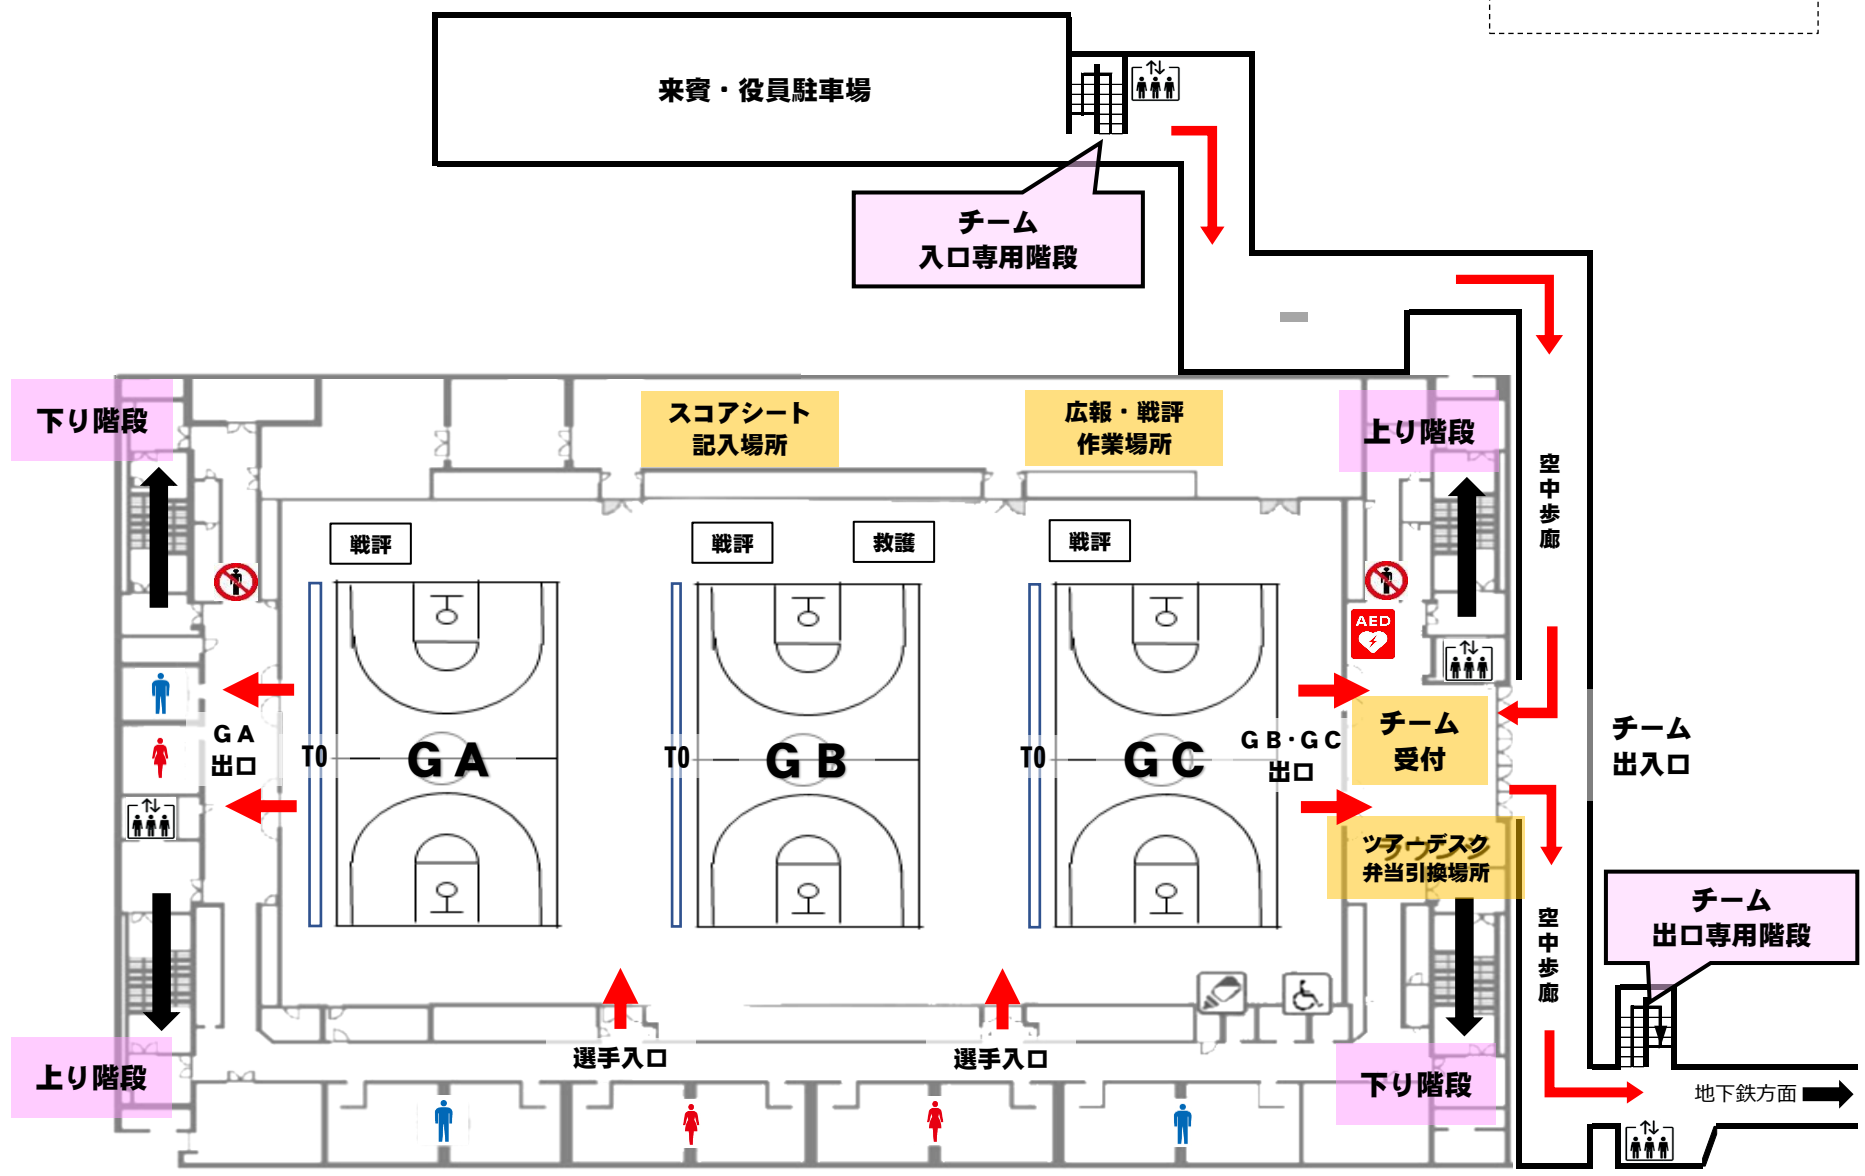 来賓・役員駐車場
チーム
入口専用階段
下り階段
スコアシート
記入場所
広報・戦評
作業場所
上り階段
空中歩廊
戦評
戦評
救護
戦評
AED
GA
出口
TO
GA
TO
GB
TO
GC
GB・GC
出口
チーム
受付
チーム
出入口
ツアーデスク
弁当引換場所
空中歩廊
チーム
出口専用階段
選手入口
選手入口
上り階段
下り階段
地下鉄方面